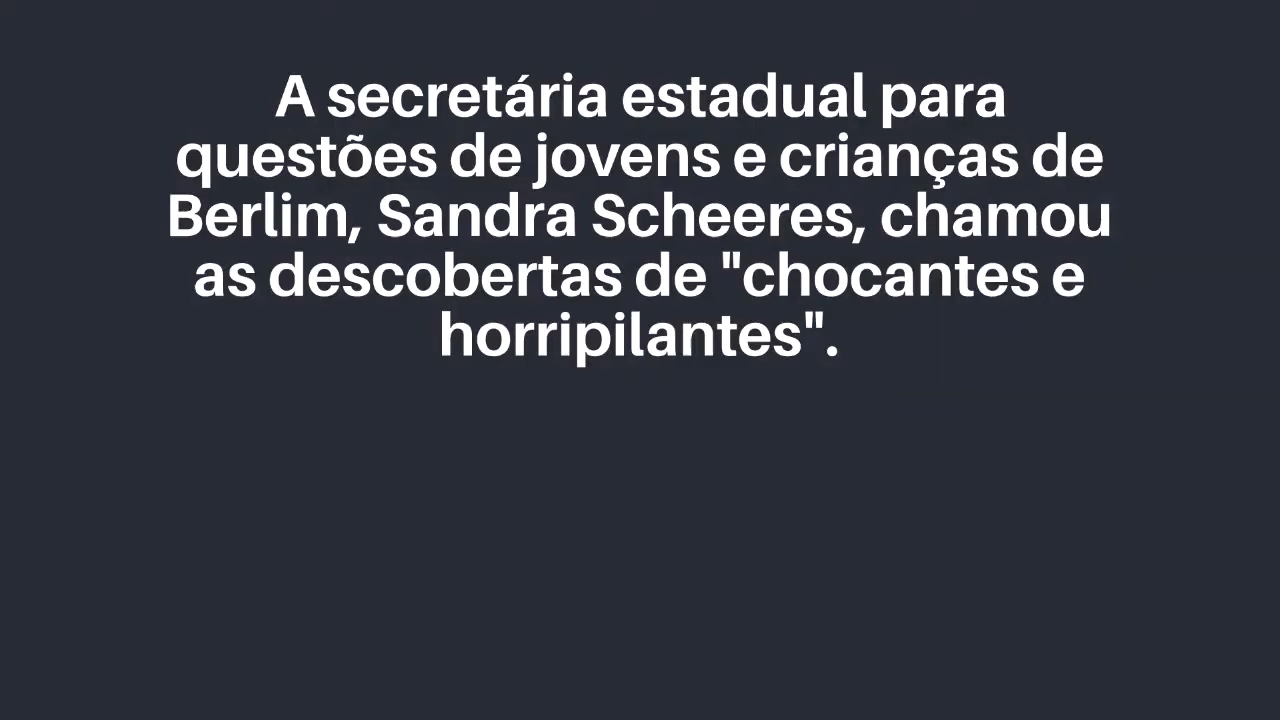 A secretária estadual para
questões de jovens e crianças de
Berlim, Sandra Scheeres, chamou
as descobertas de "chocantes e
horripilantes".